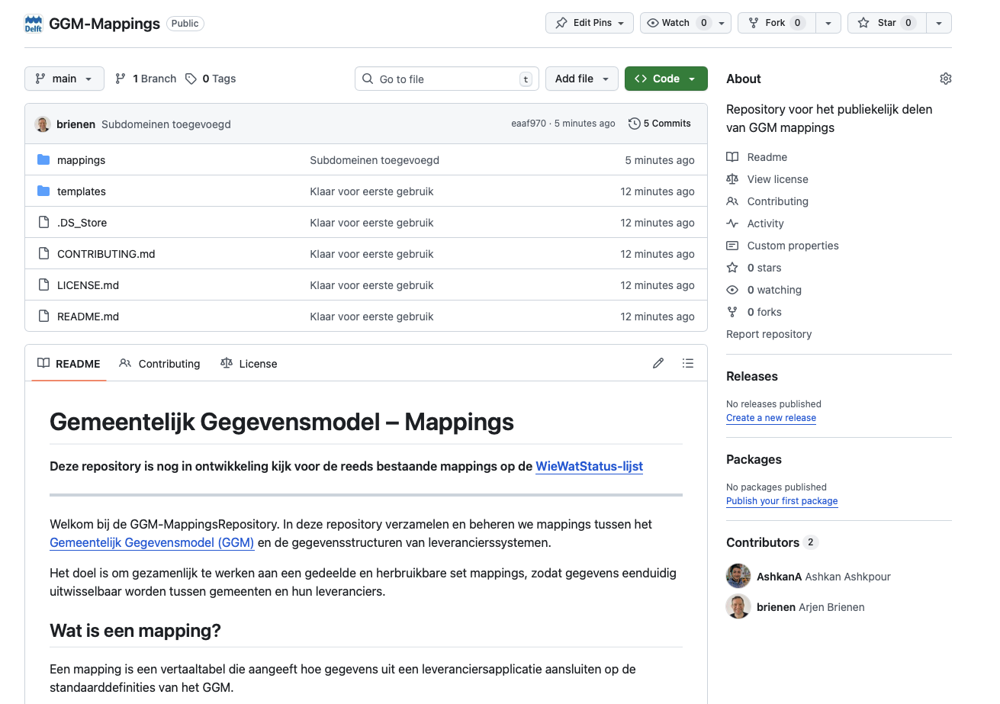 Delft GGM-Mappings Public Edit Pins Watch 0 Fork 0 Star 0
main 1 Branch 0 Tags Go to file t Add file Code
brienen Subdomeinen toegevoegd eaaf970 · 5 minutes ago 5 Commits
mappings Subdomeinen toegevoegd 5 minutes ago
templates Klaar voor eerste gebruik 12 minutes ago
.DS_Store Klaar voor eerste gebruik 12 minutes ago
CONTRIBUTING.md Klaar voor eerste gebruik 12 minutes ago
LICENSE.md Klaar voor eerste gebruik 12 minutes ago
README.md Klaar voor eerste gebruik 12 minutes ago
README Contributing License
Gemeentelijk Gegevensmodel – Mappings
Deze repository is nog in ontwikkeling kijk voor de reeds bestaande mappings op de WieWatStatus-lijst
Welkom bij de GGM-MappingsRepository. In deze repository verzamelen en beheren we mappings tussen het
Gemeentelijk Gegevensmodel (GGM) en de gegevensstructuren van leverancierssystemen.
Het doel is om gezamenlijk te werken aan een gedeelde en herbruikbare set mappings, zodat gegevens eenduidig
uitwisselbaar worden tussen gemeenten en hun leveranciers.
Wat is een mapping?
Een mapping is een vertaaltabel die aangeeft hoe gegevens uit een leveranciersapplicatie aansluiten op de
standaarddefinities van het GGM.
About
Repository voor het publiekelijk delen
van GGM mappings
Readme
View license
Contributing
Activity
Custom properties
0 stars
0 watching
0 forks
Report repository
Releases
No releases published
Create a new release
Packages
No packages published
Publish your first package
Contributors 2
AshkanA Ashkan Ashkpour
brienen Arjen Brienen